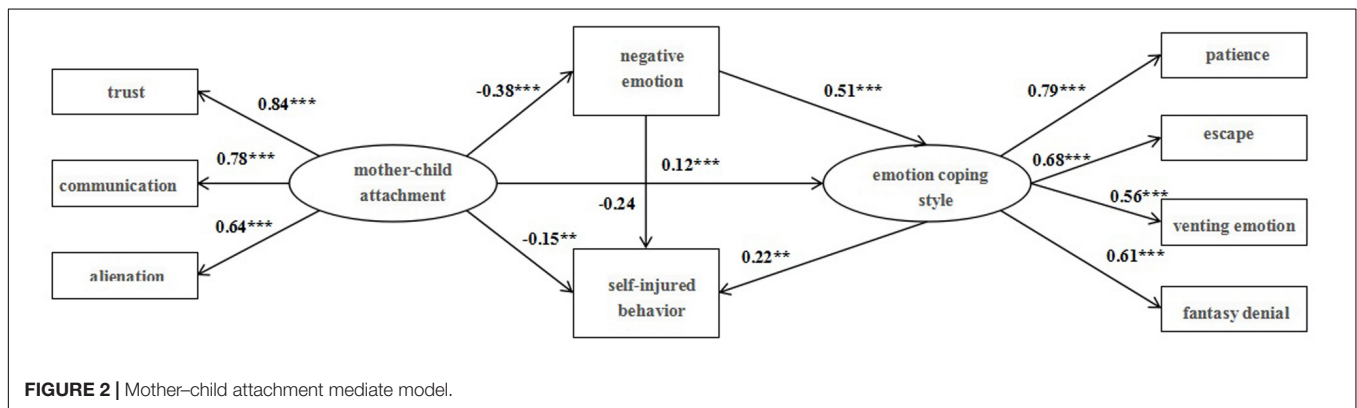 negative
emotion
patience
trust
0.84***
-0.38***
0.51***
0.79***
escape
0.78***
0.12***
0.68***
communication
mother-child
attachment
emotion coping
style
0.56***
-0.24
venting emotion
0.64***
-0.15**
0.22**
0.61***
alienation
self-injured
behavior
fantasy denial
FIGURE 2 | Mother–child attachment mediate model.